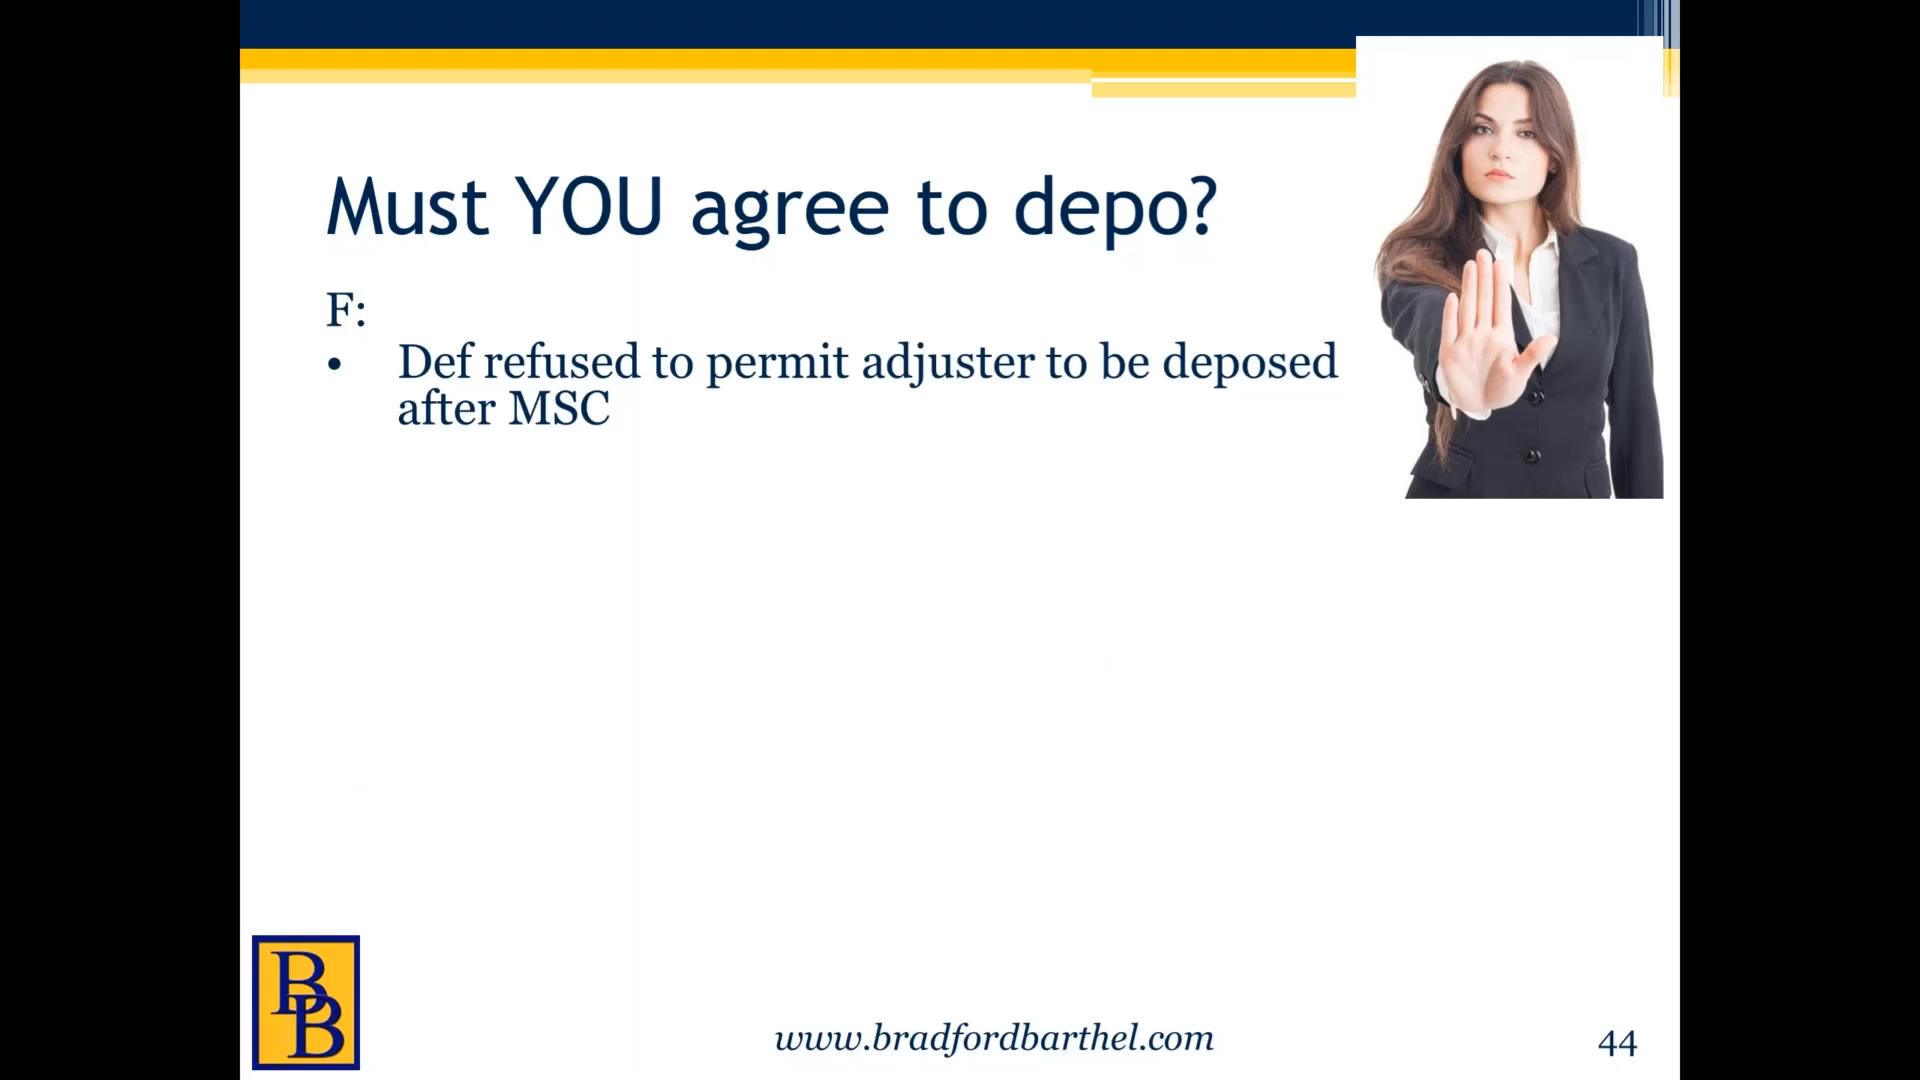 Must YOU agree to depo?
F:
• Def refused to permit adjuster to be deposed
after MSC
BB
www.bradfordbarthel.com
44